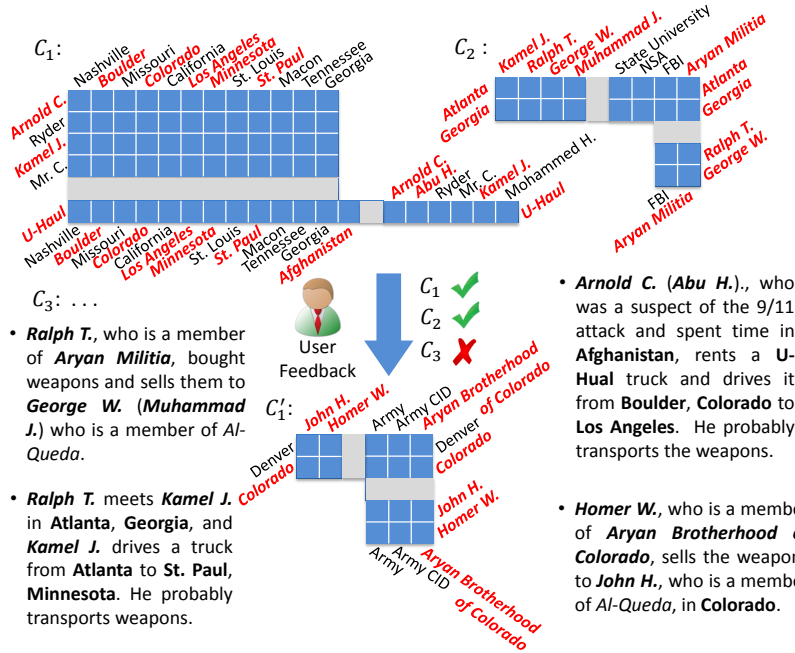 C₁:
Nashville
Boulder
Missouri
Colorado
California
Los Angeles
Minnesota
St. Louis
St. Paul
Macon
Tennessee
Georgia
Arnold C.
Ryder
Kamel J.
Mr. C.
U-Haul
Nashville
Boulder
Missouri
Colorado
California
Los Angeles
Minnesota
St. Louis
St. Paul
Macon
Tennessee
Georgia
Afghanistan
Arnold C.
Abu H.
Ryder
Mr. C.
Kamel J.
Mohammed H.
U-Haul
C₂ :
Kamel J.
Ralph T.
George W.
Muhammad J.
State University
NSA
FBI
Aryan Militia
Atlanta
Georgia
Atlanta
Georgia
Ralph T.
George W.
FBI
Aryan Militia
C₃: . . .
User
Feedback
C₁
C₂
C₃
• Ralph T., who is a member
of Aryan Militia, bought
weapons and sells them to
George W. (Muhammad
J.) who is a member of Al-
Queda.
• Ralph T. meets Kamel J.
in Atlanta, Georgia, and
Kamel J. drives a truck
from Atlanta to St. Paul,
Minnesota. He probably
transports weapons.
C₁′:
John H.
Homer W.
Army
Army CID
Aryan Brotherhood
of Colorado
Denver
Colorado
Denver
Colorado
John H.
Homer W.
Army
Army CID
Aryan Brotherhood
of Colorado
• Arnold C. (Abu H.)., who
was a suspect of the 9/11
attack and spent time in
Afghanistan, rents a U-
Hual truck and drives it
from Boulder, Colorado to
Los Angeles. He probably
transports the weapons.
• Homer W., who is a membe
of Aryan Brotherhood
Colorado, sells the weapon
to John H., who is a membe
of Al-Queda, in Colorado.